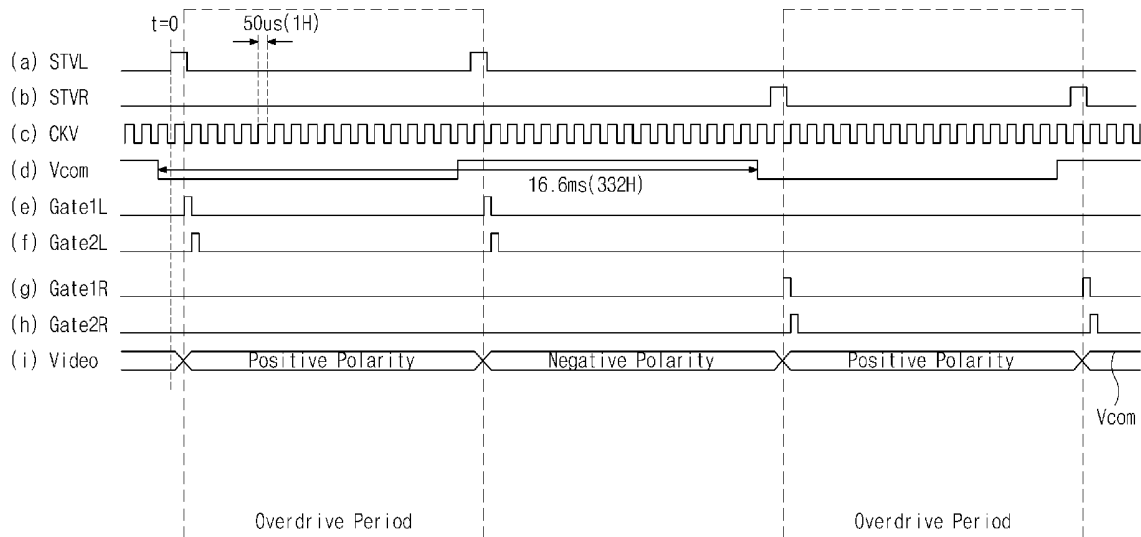 t=0
50us(1H)
(a) STVL
(b) STVR
(c) CKV
(d) Vcom
16.6ms(332H)
(e) Gate1L
(f) Gate2L
(g) Gate1R
(h) Gate2R
(i) Video
Positive Polarity
Negative Polarity
Positive Polarity
Vcom
Overdrive Period
Overdrive Period